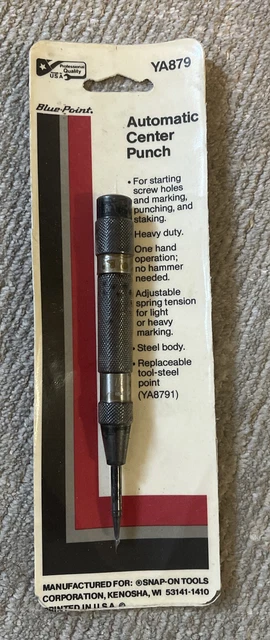 Professional
Quality
USA
YA879
Blue-Point.
Automatic
Center
Punch
• For starting
screw holes
and marking,
punching, and
staking.
Heavy duty.
One hand
operation;
no hammer
needed.
Adjustable
spring tension
for light
or heavy
marking.
• Steel body.
• Replaceable
tool-steel
point
(YA8791)
MANUFACTURED FOR: ®SNAP-ON TOOLS
CORPORATION, KENOSHA, WI 53141-1410
PRINTED IN U.S.A. ©